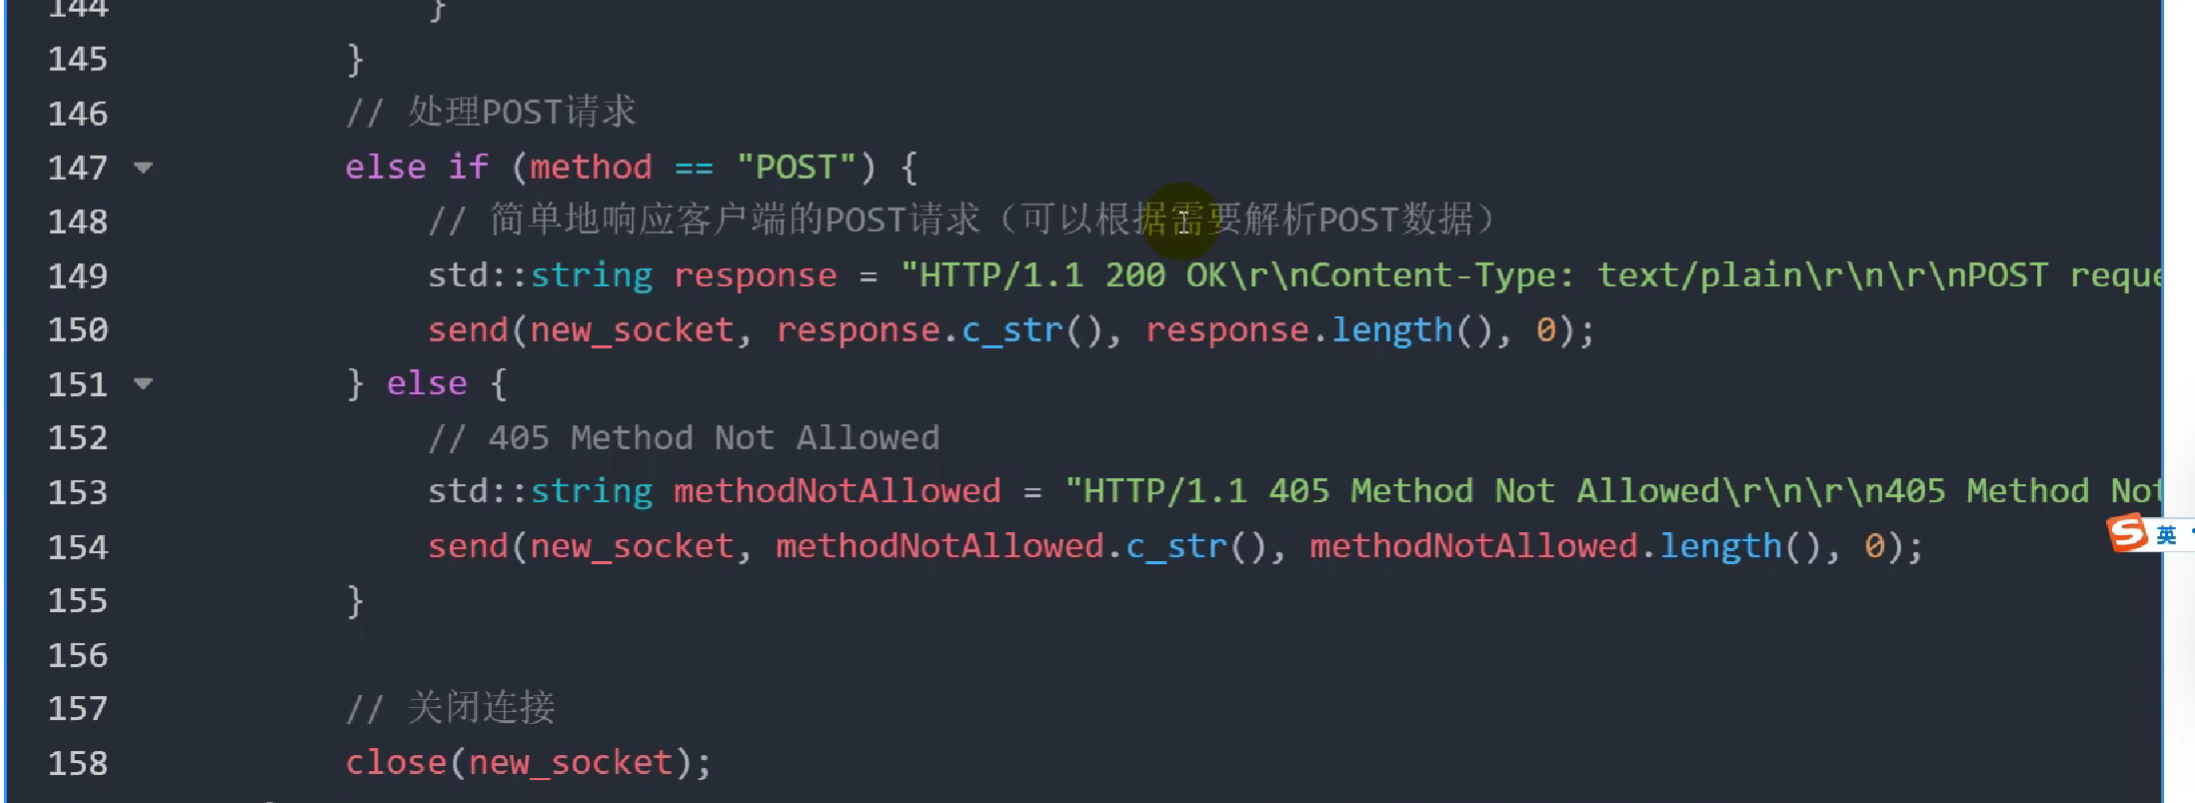 144 }
145 }
146 // 处理POST请求
147 else if (method == "POST") {
148 // 简单地响应客户端的POST请求（可以根据需要解析POST数据）
149 std::string response = "HTTP/1.1 200 OK\r\nContent-Type: text/plain\r\n\r\nPOST reque
150 send(new_socket, response.c_str(), response.length(), 0);
151 } else {
152 // 405 Method Not Allowed
153 std::string methodNotAllowed = "HTTP/1.1 405 Method Not Allowed\r\n\r\n405 Method Not
154 send(new_socket, methodNotAllowed.c_str(), methodNotAllowed.length(), 0);
英
155 }
156
157 // 关闭连接
158 close(new_socket);